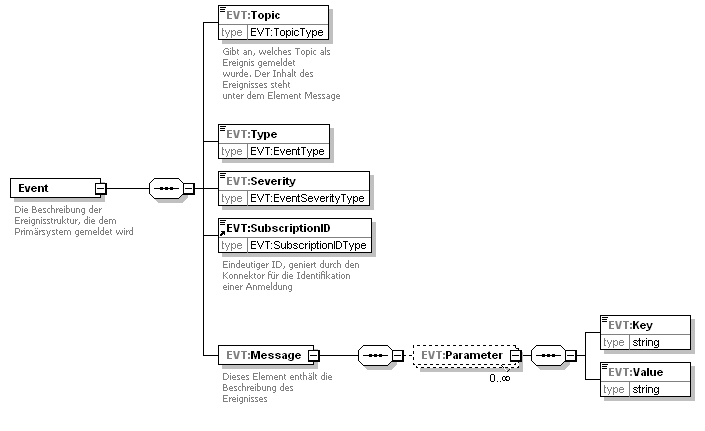 EVT:Topic
type EVT:TopicType
Gibt an, welches Topic als
Ereignis gemeldet
wurde. Der Inhalt des
Ereignisses steht
unter dem Element Message
EVT:Type
type EVT:EventType
EVT:Severity
type EVT:EventSeverityType
Event
Die Beschreibung der
Ereignisstruktur, die dem
Primärsystem gemeldet wird
EVT:SubscriptionID
type EVT:SubscriptionIDType
Eindeutiger ID, geniert durch den
Konnektor für die Identifikation
einer Anmeldung
EVT:Message
Dieses Element enthält die
Beschreibung des
Ereignisses
EVT:Parameter
0..∞
EVT:Key
type string
EVT:Value
type string